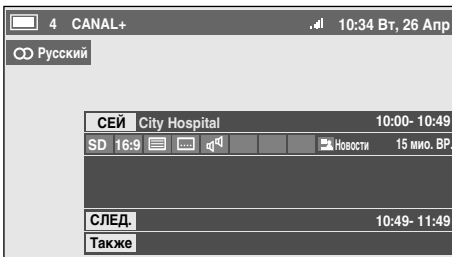 4 CANAL+ 10:34 Вт, 26 Апр
Русский
СЕЙ City Hospital 10:00- 10:49
SD 16:9 Новости 15 мио. ВР.
СЛЕД. 10:49- 11:49
Также